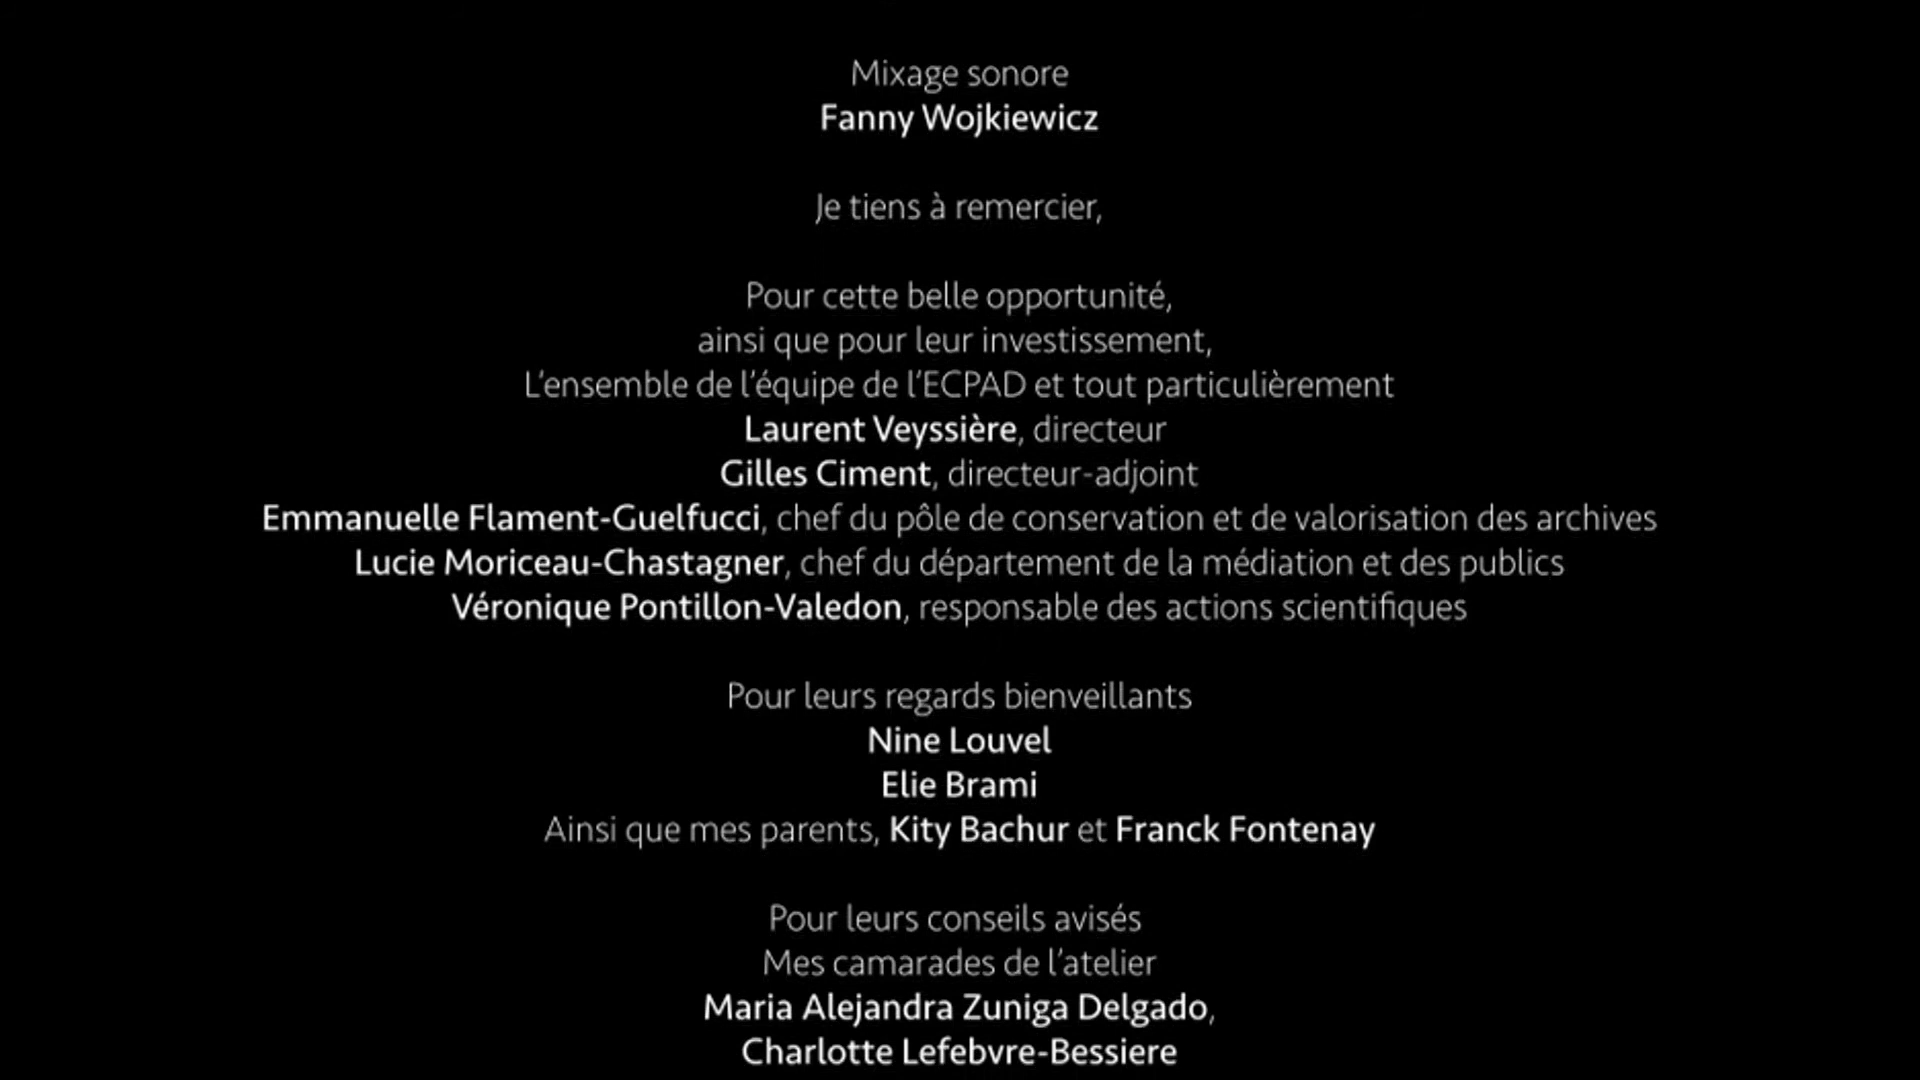 Mixage sonore
Fanny Wojkiewicz
Je tiens à remercier,
Pour cette belle opportunité,
ainsi que pour leur investissement,
L'ensemble de l'équipe de l'ECPAD et tout particulièrement
Laurent Veyssière, directeur
Gilles Ciment, directeur-adjoint
Emmanuelle Flament-Guelfucci, chef du pôle de conservation et de valorisation des archives
Lucie Moriceau-Chastagner, chef du département de la médiation et des publics
Véronique Pontillon-Valedon, responsable des actions scientifiques
Pour leurs regards bienveillants
Nine Louvel
Elie Brami
Ainsi que mes parents, Kity Bachur et Franck Fontenay
Pour leurs conseils avisés
Mes camarades de l'atelier
Maria Alejandra Zuniga Delgado,
Charlotte Lefebvre-Bessiere